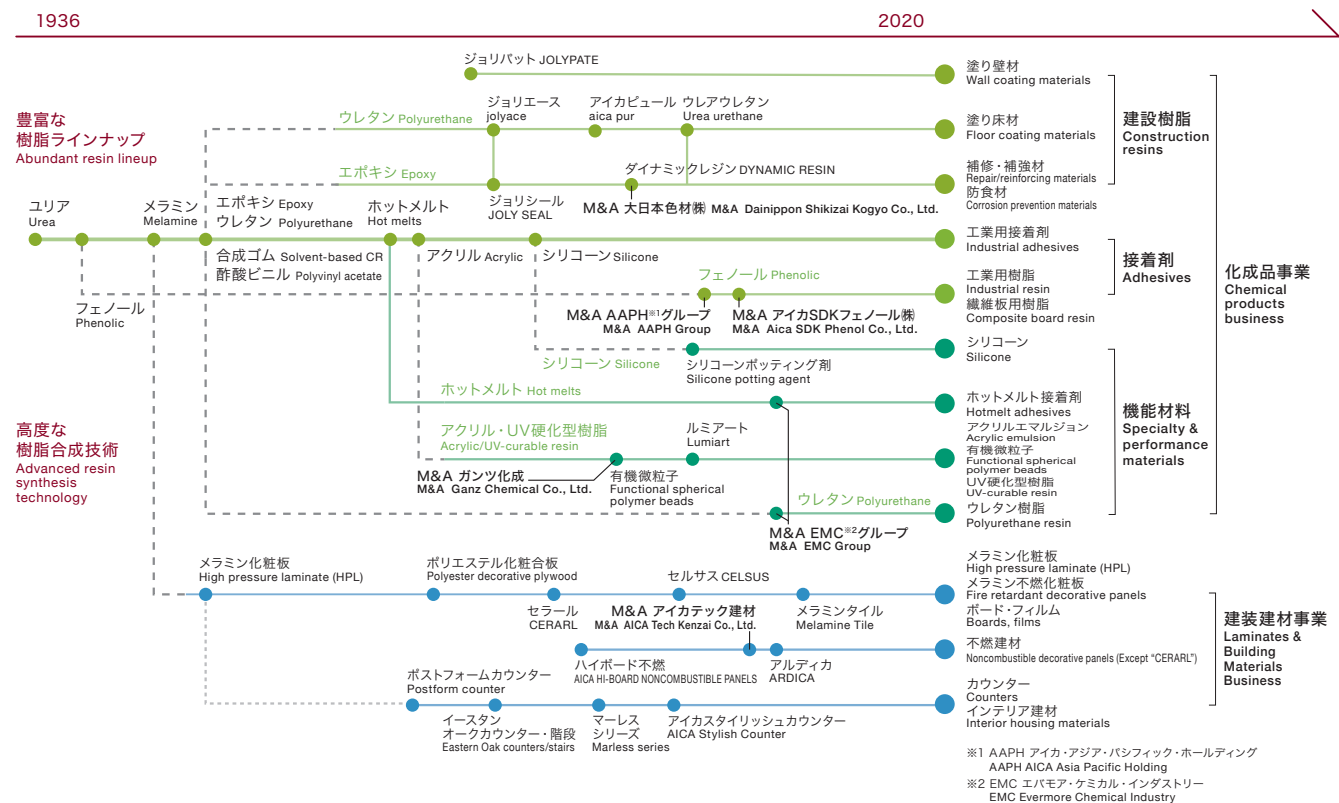 1936
2020
ジョリパット JOLYPATE
塗り壁材
Wall coating materials
豊富な
樹脂ラインナップ
Abundant resin lineup
ウレタン Polyurethane
ジョリエース
jolyace
アイカピュール
aica pur
ウレアウレタン
Urea urethane
塗り床材
Floor coating materials
建設樹脂
Construction
resins
エポキシ Epoxy
ダイナミックレジン DYNAMIC RESIN
補修・補強材
Repair/reinforcing materials
防食材
Corrosion prevention materials
ジョリシール
JOLY SEAL
M&A 大日本色材㈱ M&A Dainippon Shikizai Kogyo Co., Ltd.
ユリア
Urea
メラミン
Melamine
エポキシ Epoxy
ウレタン Polyurethane
ホットメルト
Hot melts
合成ゴム Solvent-based CR
酢酸ビニル Polyvinyl acetate
アクリル Acrylic
シリコーン Silicone
工業用接着剤
Industrial adhesives
接着剤
Adhesives
化成品事業
Chemical
products
business
フェノール
Phenolic
フェノール Phenolic
工業用樹脂
Industrial resin
繊維板用樹脂
Composite board resin
M&A AAPH※1グループ
M&A AAPH Group
M&A アイカSDKフェノール㈱
M&A Aica SDK Phenol Co., Ltd.
シリコーン Silicone
シリコーンポッティング剤
Silicone potting agent
シリコーン
Silicone
ホットメルト Hot melts
ホットメルト接着剤
Hotmelt adhesives
機能材料
Specialty &
performance
materials
高度な
樹脂合成技術
Advanced resin
synthesis
technology
アクリル・UV硬化型樹脂
Acrylic/UV-curable resin
ルミアート
Lumiart
アクリルエマルジョン
Acrylic emulsion
有機微粒子
Functional spherical
polymer beads
UV硬化型樹脂
UV-curable resin
M&A ガンツ化成
M&A Ganz Chemical Co., Ltd.
有機微粒子
Functional spherical
polymer beads
ウレタン Polyurethane
ウレタン樹脂
Polyurethane resin
M&A EMC※2グループ
M&A EMC Group
メラミン化粧板
High pressure laminate (HPL)
ポリエステル化粧合板
Polyester decorative plywood
セルサス CELSUS
メラミン化粧板
High pressure laminate (HPL)
メラミン不燃化粧板
Fire retardant decorative panels
ボード・フィルム
Boards, films
セラール
CERARL
M&A アイカテック建材
M&A AICA Tech Kenzai Co., Ltd.
メラミンタイル
Melamine Tile
建装建材事業
Laminates &
Building
Materials
Business
ハイボード不燃
AICA HI-BOARD NONCOMBUSTIBLE PANELS
アルディカ
ARDICA
不燃建材
Noncombustible decorative panels (Except “CERARL”)
ポストフォームカウンター
Postform counter
カウンター
Counters
インテリア建材
Interior housing materials
イースタン
オークカウンター・階段
Eastern Oak counters/stairs
マーレス
シリーズ
Marless series
アイカスタイリッシュカウンター
AICA Stylish Counter
※1 AAPH アイカ・アジア・パシフィック・ホールディング
AAPH AICA Asia Pacific Holding
※2 EMC エバモア・ケミカル・インダストリー
EMC Evermore Chemical Industry